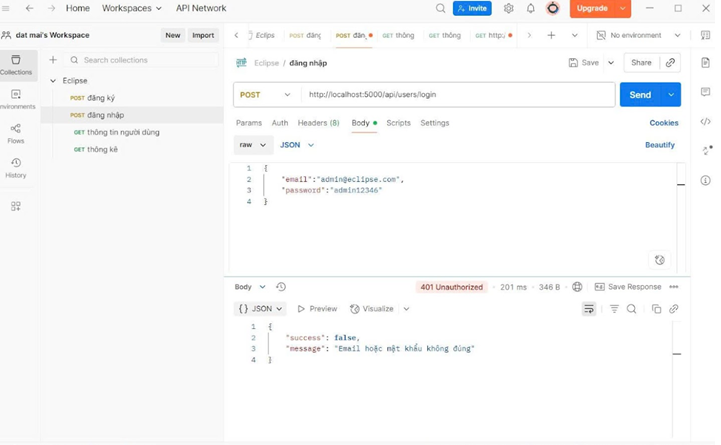 Home Workspaces API Network Invite Upgrade
dat mai's Workspace New Import Eclips POST đăng POST đăn GET thông GET thông GET http: No environment
Collections
Search collections
Eclipse / đăng nhập Save Share
Eclipse
POST đăng ký
POST http://localhost:5000/api/users/login Send
nvironments
POST đăng nhập
GET thông tin người dùng
Params Auth Headers (8) Body Scripts Settings Cookies
Flows
GET thông kê
raw JSON Beautify
History
1 {
2 "email":"admin@eclipse.com",
3 "password":"admin12346"
4 }
Body 401 Unauthorized · 201 ms · 346 B · Save Response
{} JSON Preview Visualize
1 {
2 "success": false,
3 "message": "Email hoặc mật khẩu không đúng"
4 }